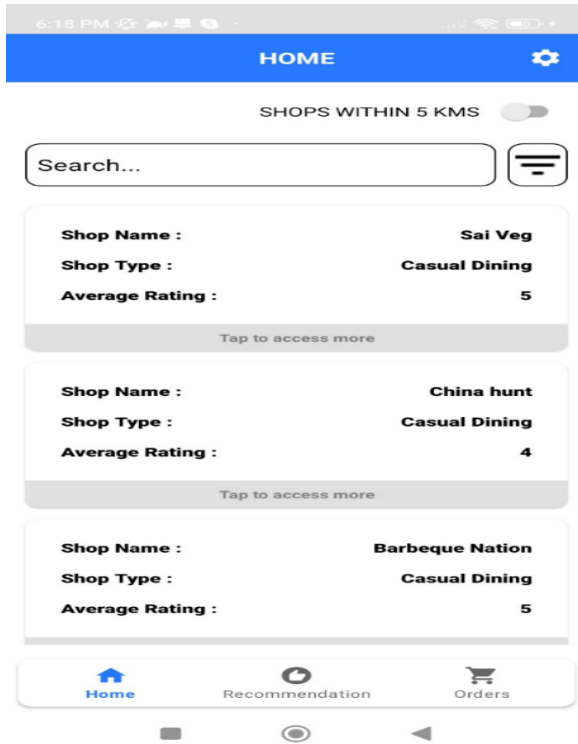 6:18 PM
HOME
SHOPS WITHIN 5 KMS
Search...
Shop Name : Sai Veg
Shop Type : Casual Dining
Average Rating : 5
Tap to access more
Shop Name : China hunt
Shop Type : Casual Dining
Average Rating : 4
Tap to access more
Shop Name : Barbeque Nation
Shop Type : Casual Dining
Average Rating : 5
Home Recommendation Orders